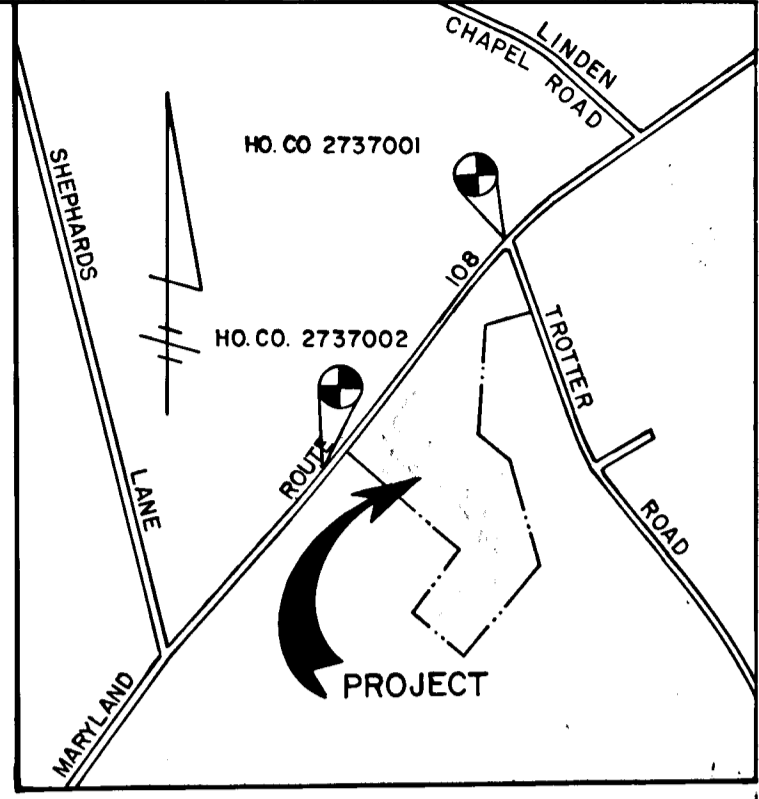 LINDEN
CHAPEL ROAD
HO. CO 2737001
SHEPHARDS
LANE
108
HO. CO. 2737002
TROTTER
ROAD
ROUTE
PROJECT
MARYLAND